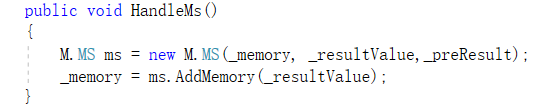 public void HandleMs()
{
M.MS ms = new M.MS(_memory, _resultValue,_preResult);
_memory = ms.AddMemory(_resultValue);
}